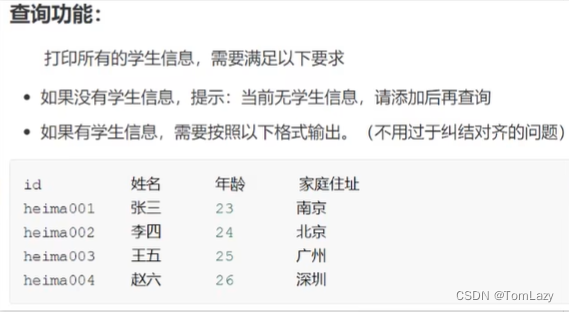 查询功能：
打印所有的学生信息，需要满足以下要求
• 如果没有学生信息，提示：当前无学生信息，请添加后再查询
• 如果有学生信息，需要按照以下格式输出。（不用过于纠结对齐的问题）
id 姓名 年龄 家庭住址
heima001 张三 23 南京
heima002 李四 24 北京
heima003 王五 25 广州
heima004 赵六 26 深圳
CSDN @TomLazy